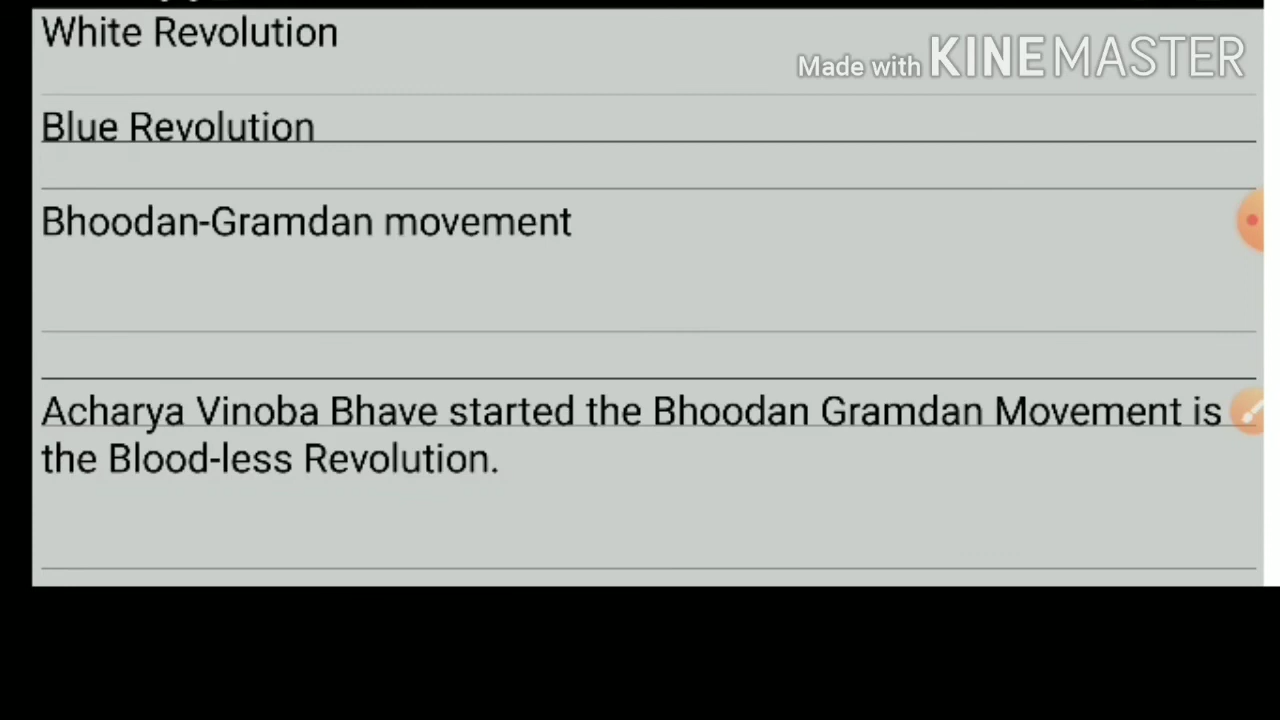 White Revolution
Made with KINEMASTER
Blue Revolution
Bhoodan-Gramdan movement
Acharya Vinoba Bhave started the Bhoodan Gramdan Movement is
the Blood-less Revolution.